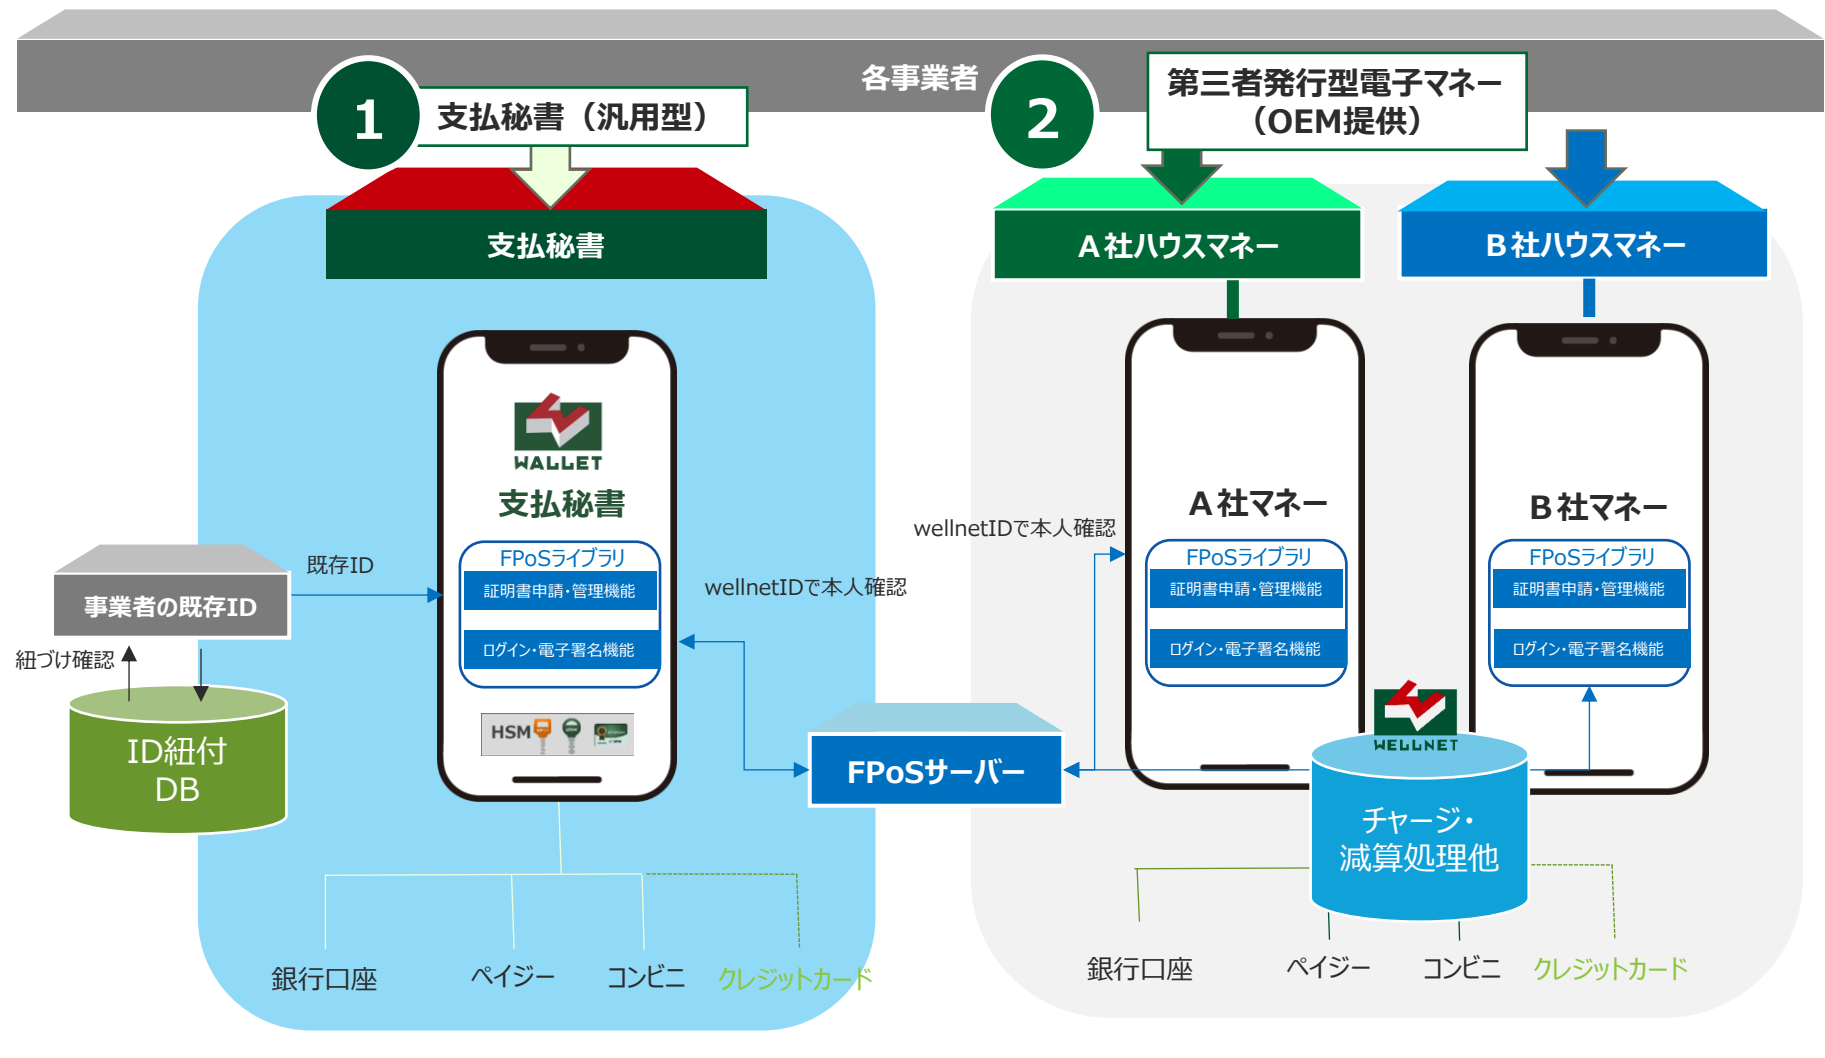 各事業者
1
支払秘書（汎用型）
2
第三者発行型電子マネー
（OEM提供）
支払秘書
A社ハウスマネー
B社ハウスマネー
WALLET
支払秘書
FPoSライブラリ
証明書申請・管理機能
ログイン・電子署名機能
HSM
既存ID
事業者の既存ID
紐づけ確認
ID紐付
DB
wellnetIDで本人確認
wellnetIDで本人確認
FPoSサーバー
A社マネー
FPoSライブラリ
証明書申請・管理機能
ログイン・電子署名機能
B社マネー
FPoSライブラリ
証明書申請・管理機能
ログイン・電子署名機能
WELLNET
チャージ・
減算処理他
銀行口座
ペイジー
コンビニ
クレジットカード
銀行口座
ペイジー
コンビニ
クレジットカード